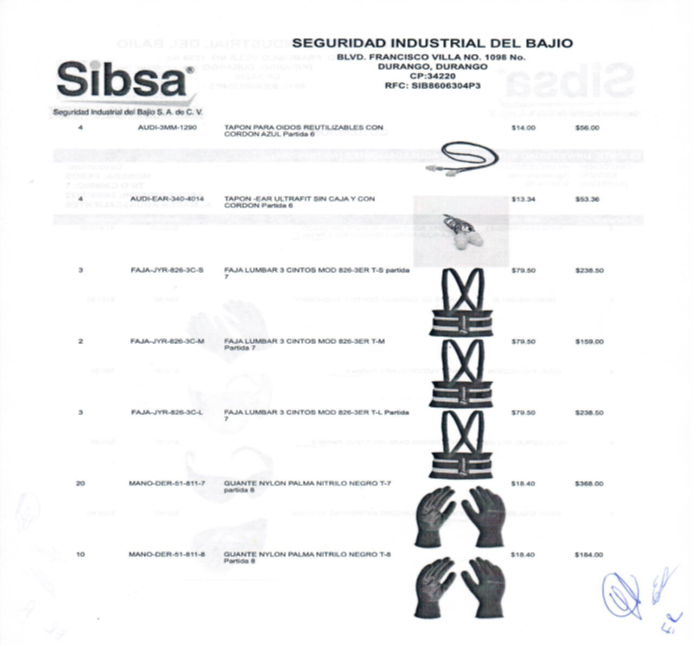 SEGURIDAD INDUSTRIAL DEL BAJIO
BLVD. FRANCISCO VILLA NO. 1098 No.
DURANGO, DURANGO
CP:34220
RFC: SIB8606304P3
Sibsa®
Seguridad Industrial del Bajío S. A. de C. V.
4 AUDI-3MM-1290 TAPON PARA OIDOS REUTILIZABLES CON $14.00 $56.00
CORDON AZUL Partida 6
4 AUDI-EAR-340-4014 TAPON -EAR ULTRAFIT SIN CAJA Y CON $13.34 $53.36
CORDON Partida 6
3 FAJA-JYR-826-3C-S FAJA LUMBAR 3 CINTOS MOD 826-3ER T-S partida $79.50 $238.50
7
2 FAJA-JYR-826-3C-M FAJA LUMBAR 3 CINTOS MOD 826-3ER T-M $79.50 $159.00
Partida 7
3 FAJA-JYR-826-3C-L FAJA LUMBAR 3 CINTOS MOD 826-3ER T-L Partida $79.50 $238.50
7
20 MANO-DER-51-811-7 GUANTE NYLON PALMA NITRILO NEGRO T-7 $18.40 $368.00
partida 8
10 MANO-DER-51-811-8 GUANTE NYLON PALMA NITRILO NEGRO T-8 $18.40 $184.00
Partida 8